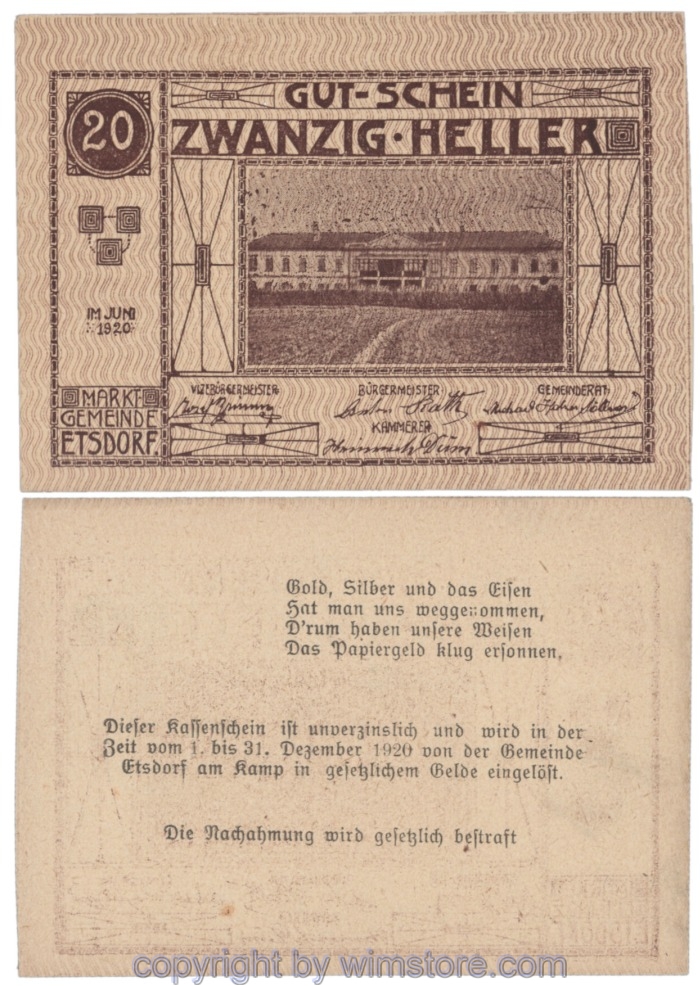 GUT-SCHEIN
20
ZWANZIG·HELLER
IM JUNI
1920
VIZEBÜRGERMEISTER
BÜRGERMEISTER
GEMEINDERAT
MARKT-
GEMEINDE
ETSDORF.
KÄMMERER
Heinrich
Gold, Silber und das Eiſen
Hat man uns weggenommen,
D'rum haben unſere Weiſen
Das Papiergeld klug erſonnen.
Dieſer Kaſſenſchein iſt unverzinslich und wird in der
Zeit vom 1. bis 31. Dezember 1920 von der Gemeinde
Etsdorf am Kamp in geſetzlichem Gelde eingelöſt.
Die Nachahmung wird geſetzlich beſtraft
copyright by wimstore.com